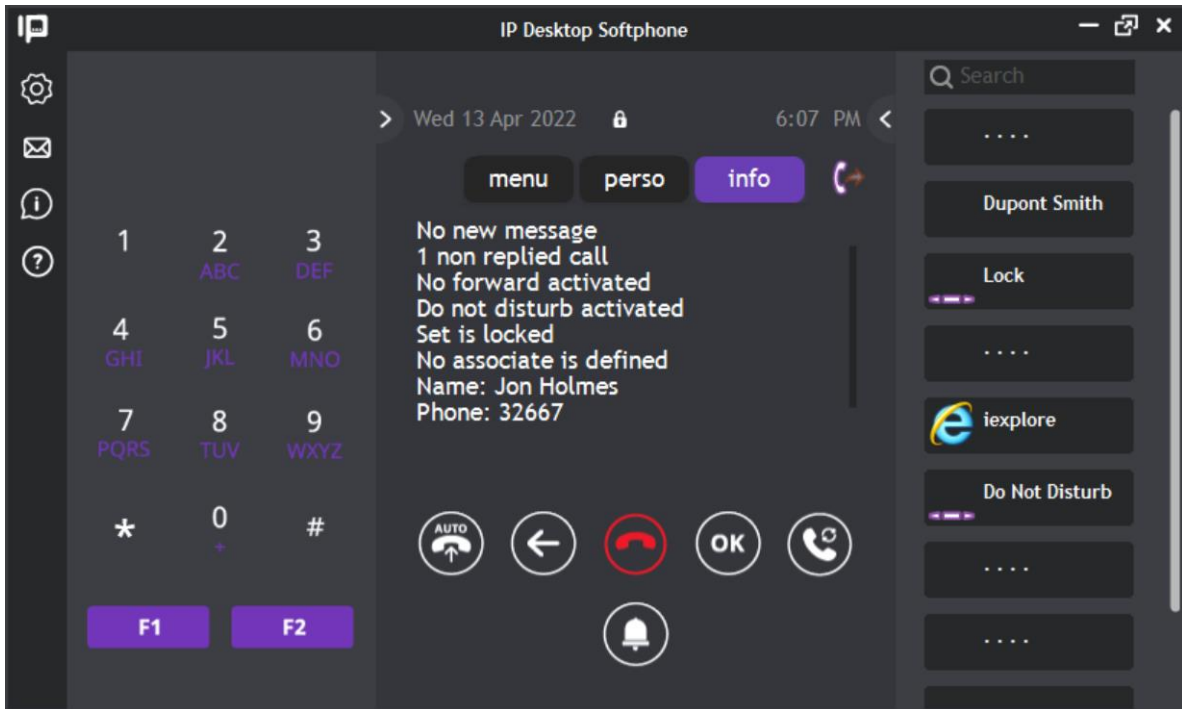 IP Desktop Softphone
Search
Wed 13 Apr 2022 6:07 PM
menu perso info
No new message
1 non replied call
No forward activated
Do not disturb activated
Set is locked
No associate is defined
Name: Jon Holmes
Phone: 32667
1 2 3
ABC DEF
4 5 6
GHI JKL MNO
7 8 9
PQRS TUV WXYZ
* 0 #
+
F1 F2
AUTO OK
. . . .
Dupont Smith
Lock
. . . .
iexplore
Do Not Disturb
. . . .
. . . .